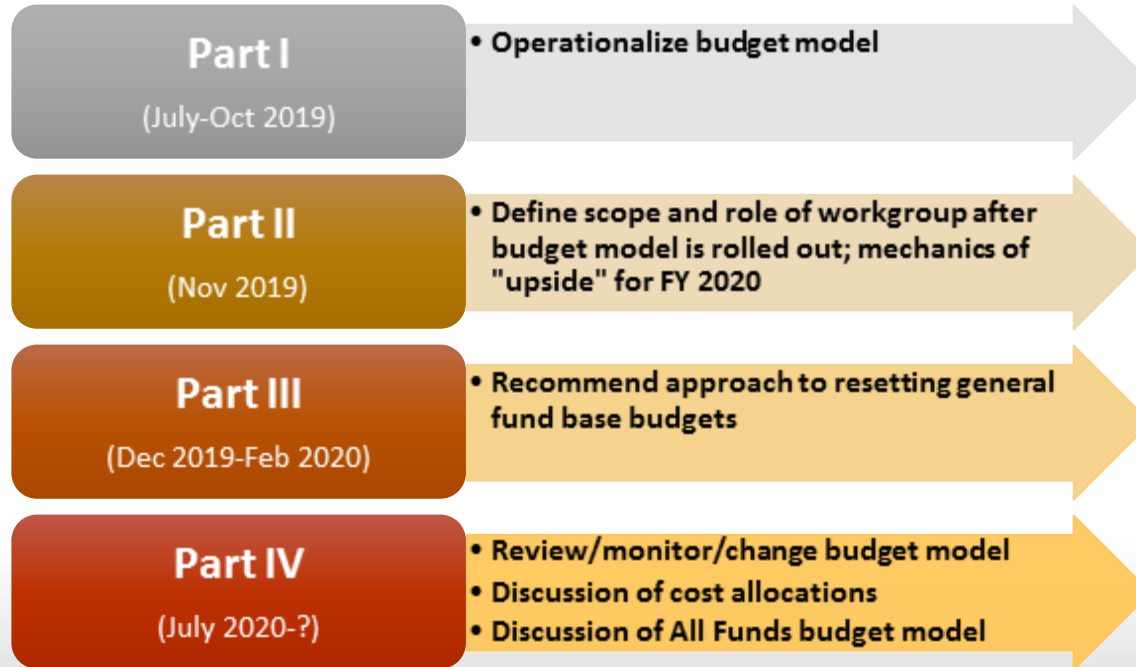 Part I
(July-Oct 2019)
• Operationalize budget model
Part II
(Nov 2019)
• Define scope and role of workgroup after
budget model is rolled out; mechanics of
"upside" for FY 2020
Part III
(Dec 2019-Feb 2020)
• Recommend approach to resetting general
fund base budgets
Part IV
(July 2020-?)
• Review/monitor/change budget model
• Discussion of cost allocations
• Discussion of All Funds budget model